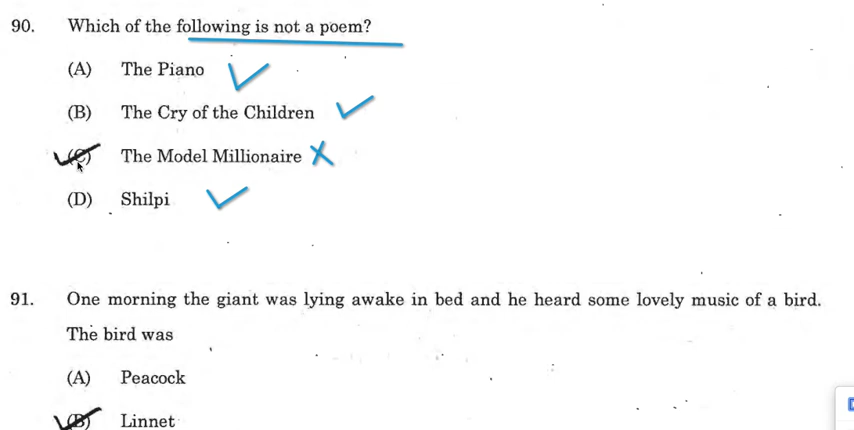 90. Which of the following is not a poem?
(A) The Piano
(B) The Cry of the Children
(C) The Model Millionaire
(D) Shilpi
91. One morning the giant was lying awake in bed and he heard some lovely music of a bird.
The bird was
(A) Peacock
(B) Linnet